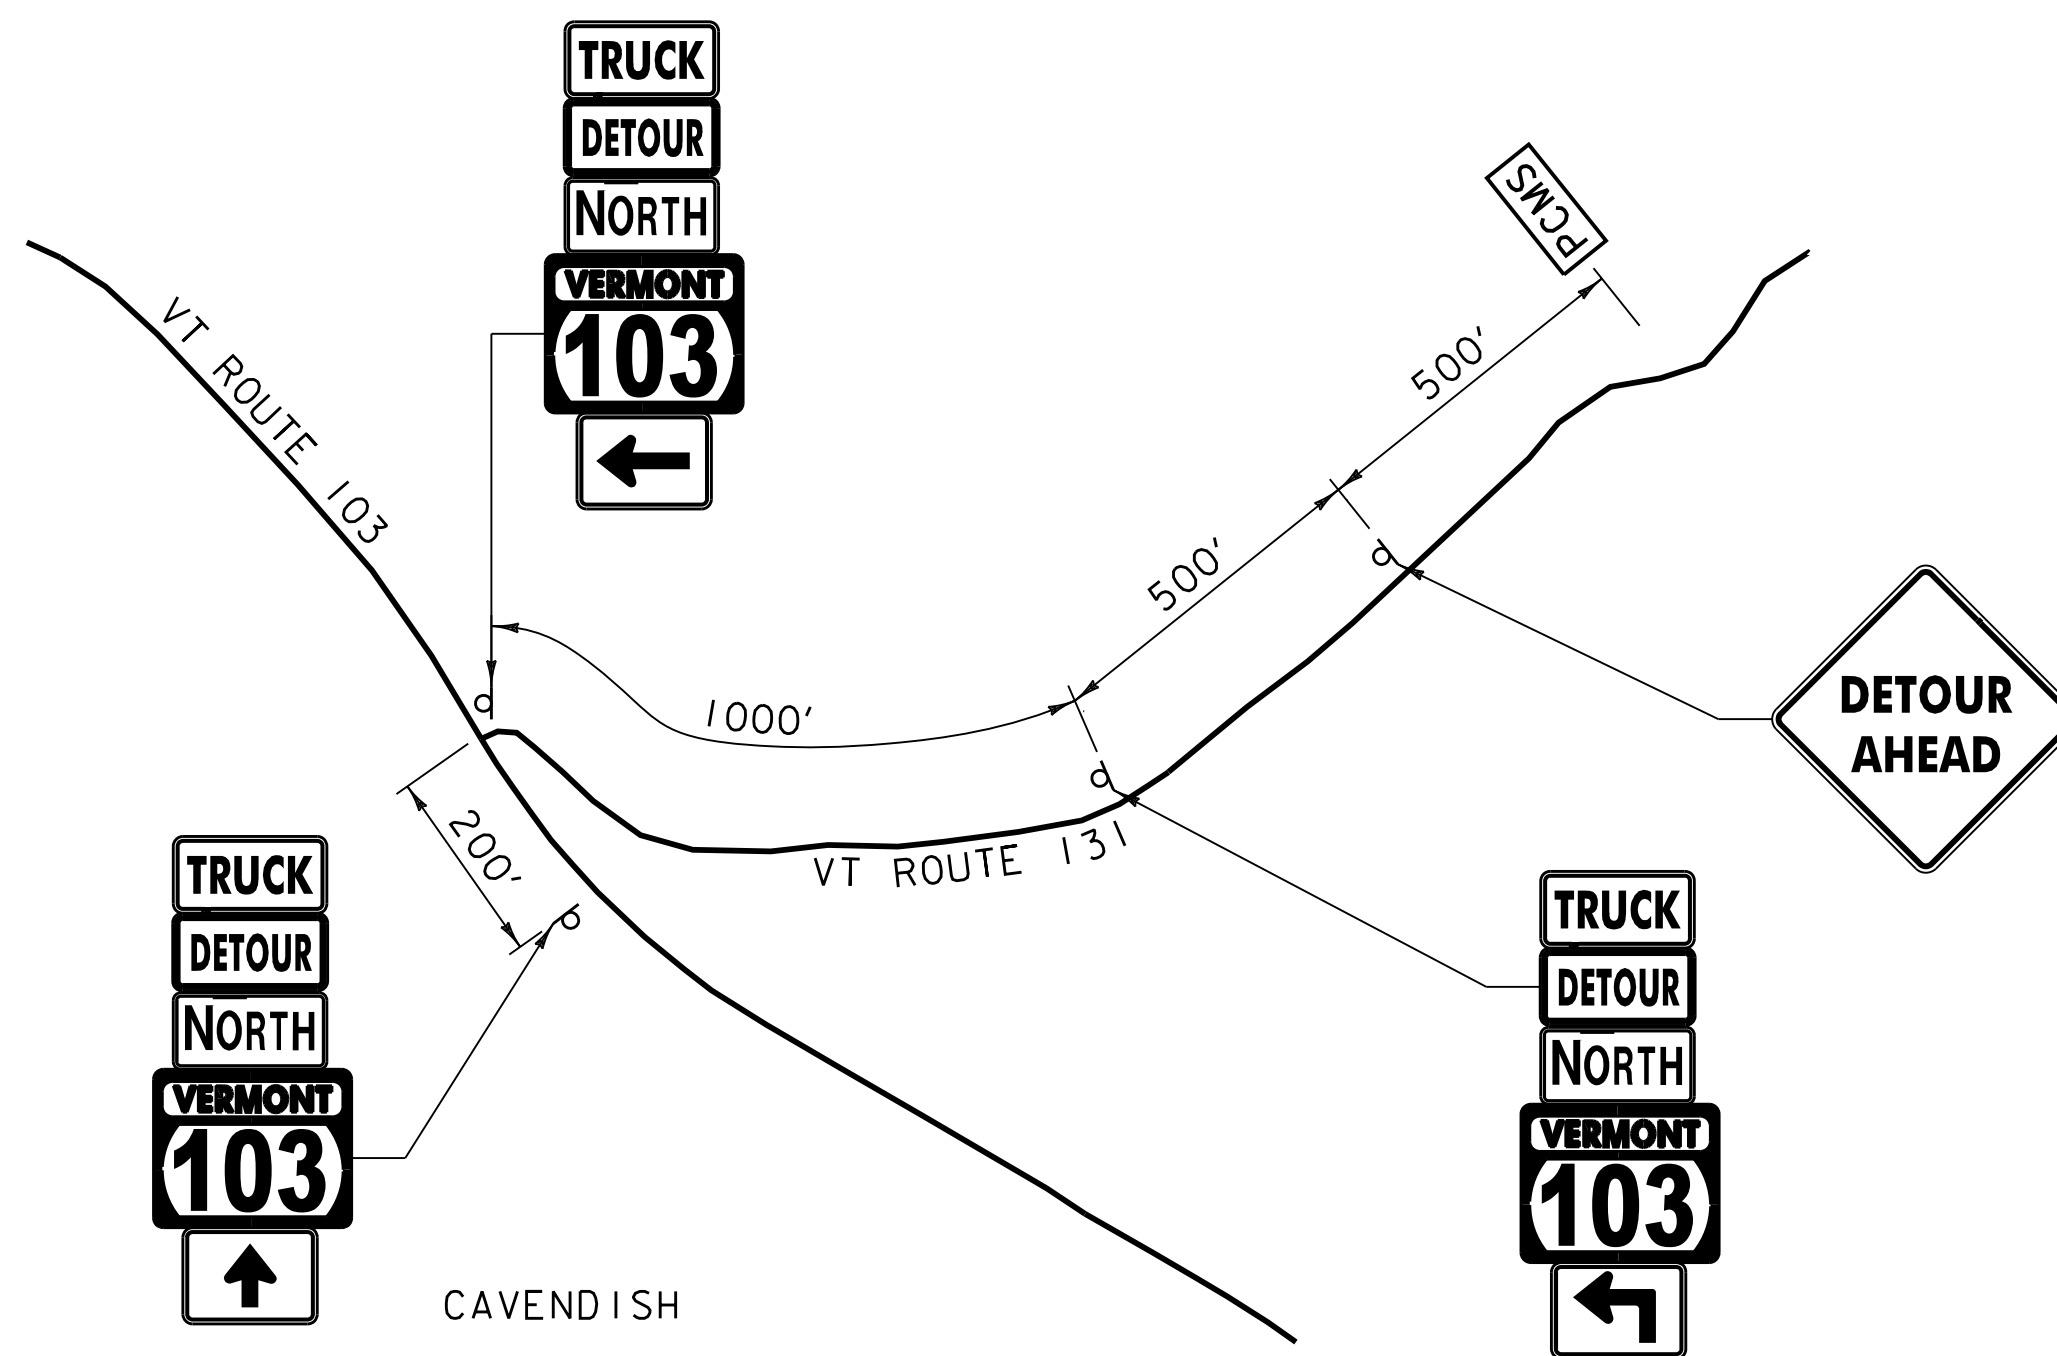 TRUCK
DETOUR
NORTH
VERMONT
103
PCMS
VT ROUTE 103
500'
500'
1000'
DETOUR
AHEAD
200'
VT ROUTE 131
TRUCK
DETOUR
NORTH
VERMONT
103
TRUCK
DETOUR
NORTH
VERMONT
103
CAVENDISH